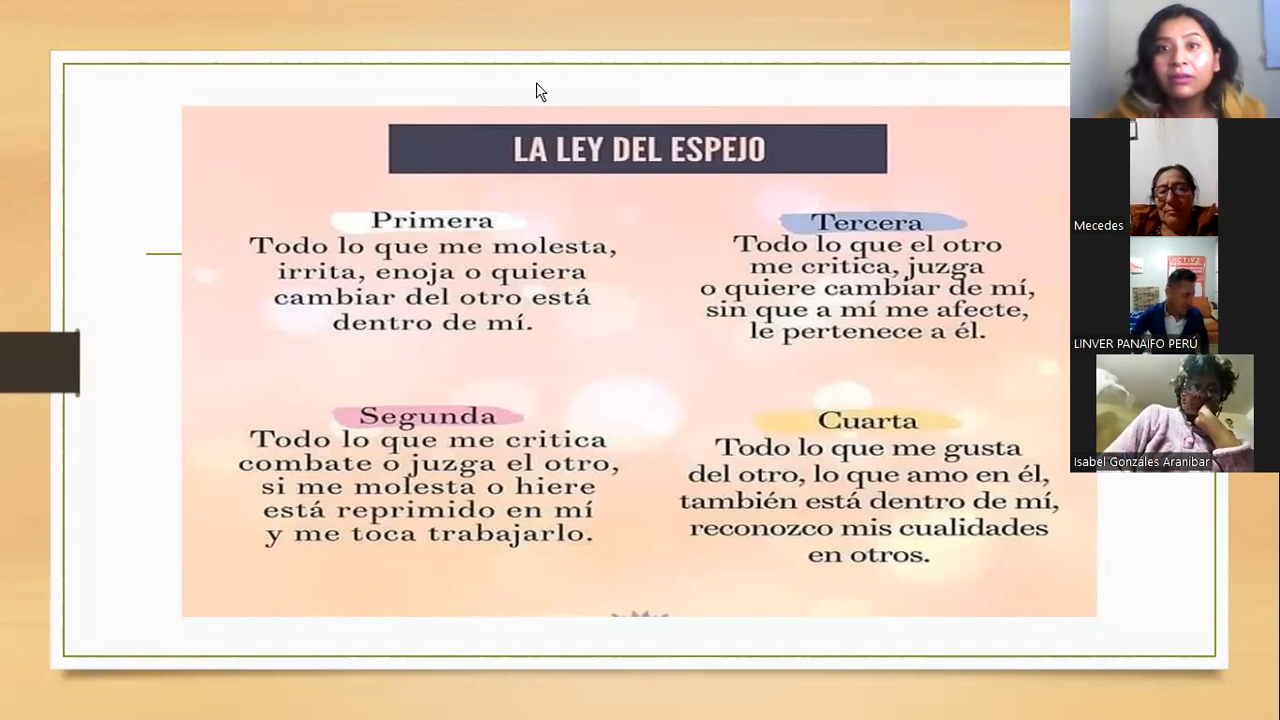 LA LEY DEL ESPEJO
Primera
Todo lo que me molesta,
irrita, enoja o quiera
cambiar del otro está
dentro de mí.
Segunda
Todo lo que me critica
combate o juzga el otro,
si me molesta o hiere
está reprimido en mí
y me toca trabajarlo.
Tercera
Todo lo que el otro
me critica, juzga
o quiere cambiar de mí,
sin que a mí me afecte,
le pertenece a él.
Cuarta
Todo lo que me gusta
del otro, lo que amo en él,
también está dentro de mí,
reconozco mis cualidades
en otros.
Mecedes
LINVER PANAIFO PERÚ
Isabel Gonzáles Araníbar